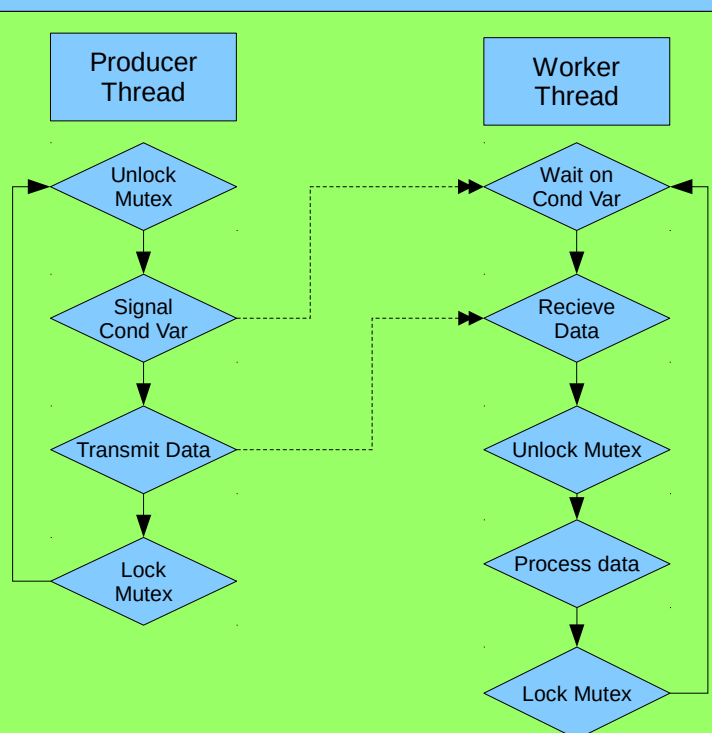 Producer
Thread
Unlock
Mutex
Signal
Cond Var
Transmit Data
Lock
Mutex
Worker
Thread
Wait on
Cond Var
Recieve
Data
Unlock Mutex
Process data
Lock Mutex